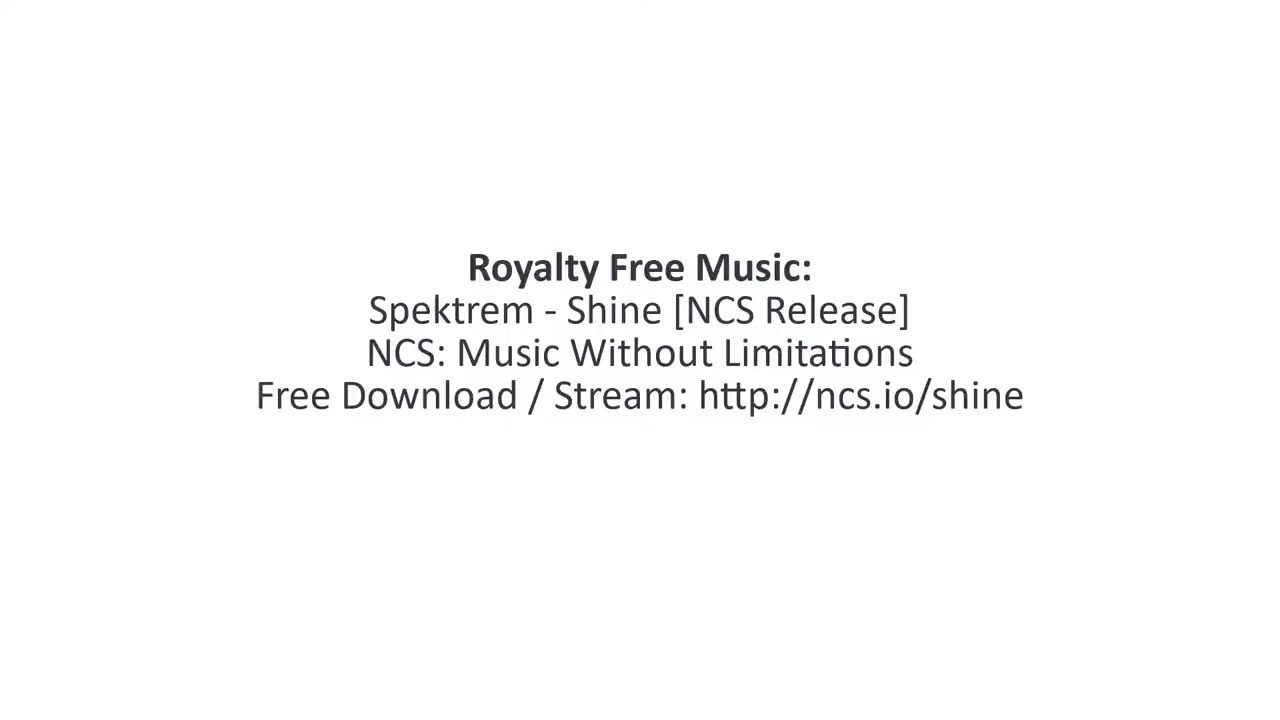 Royalty Free Music:
Spektrem - Shine [NCS Release]
NCS: Music Without Limitations
Free Download / Stream: http://ncs.io/shine